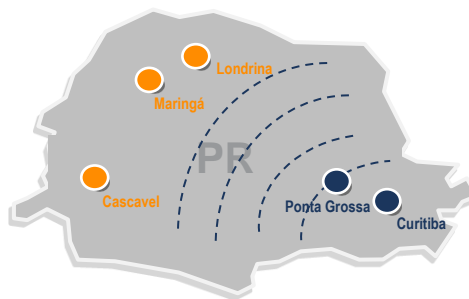 Londrina
Maringá
PR
Cascavel
Ponta Grossa
Curitiba